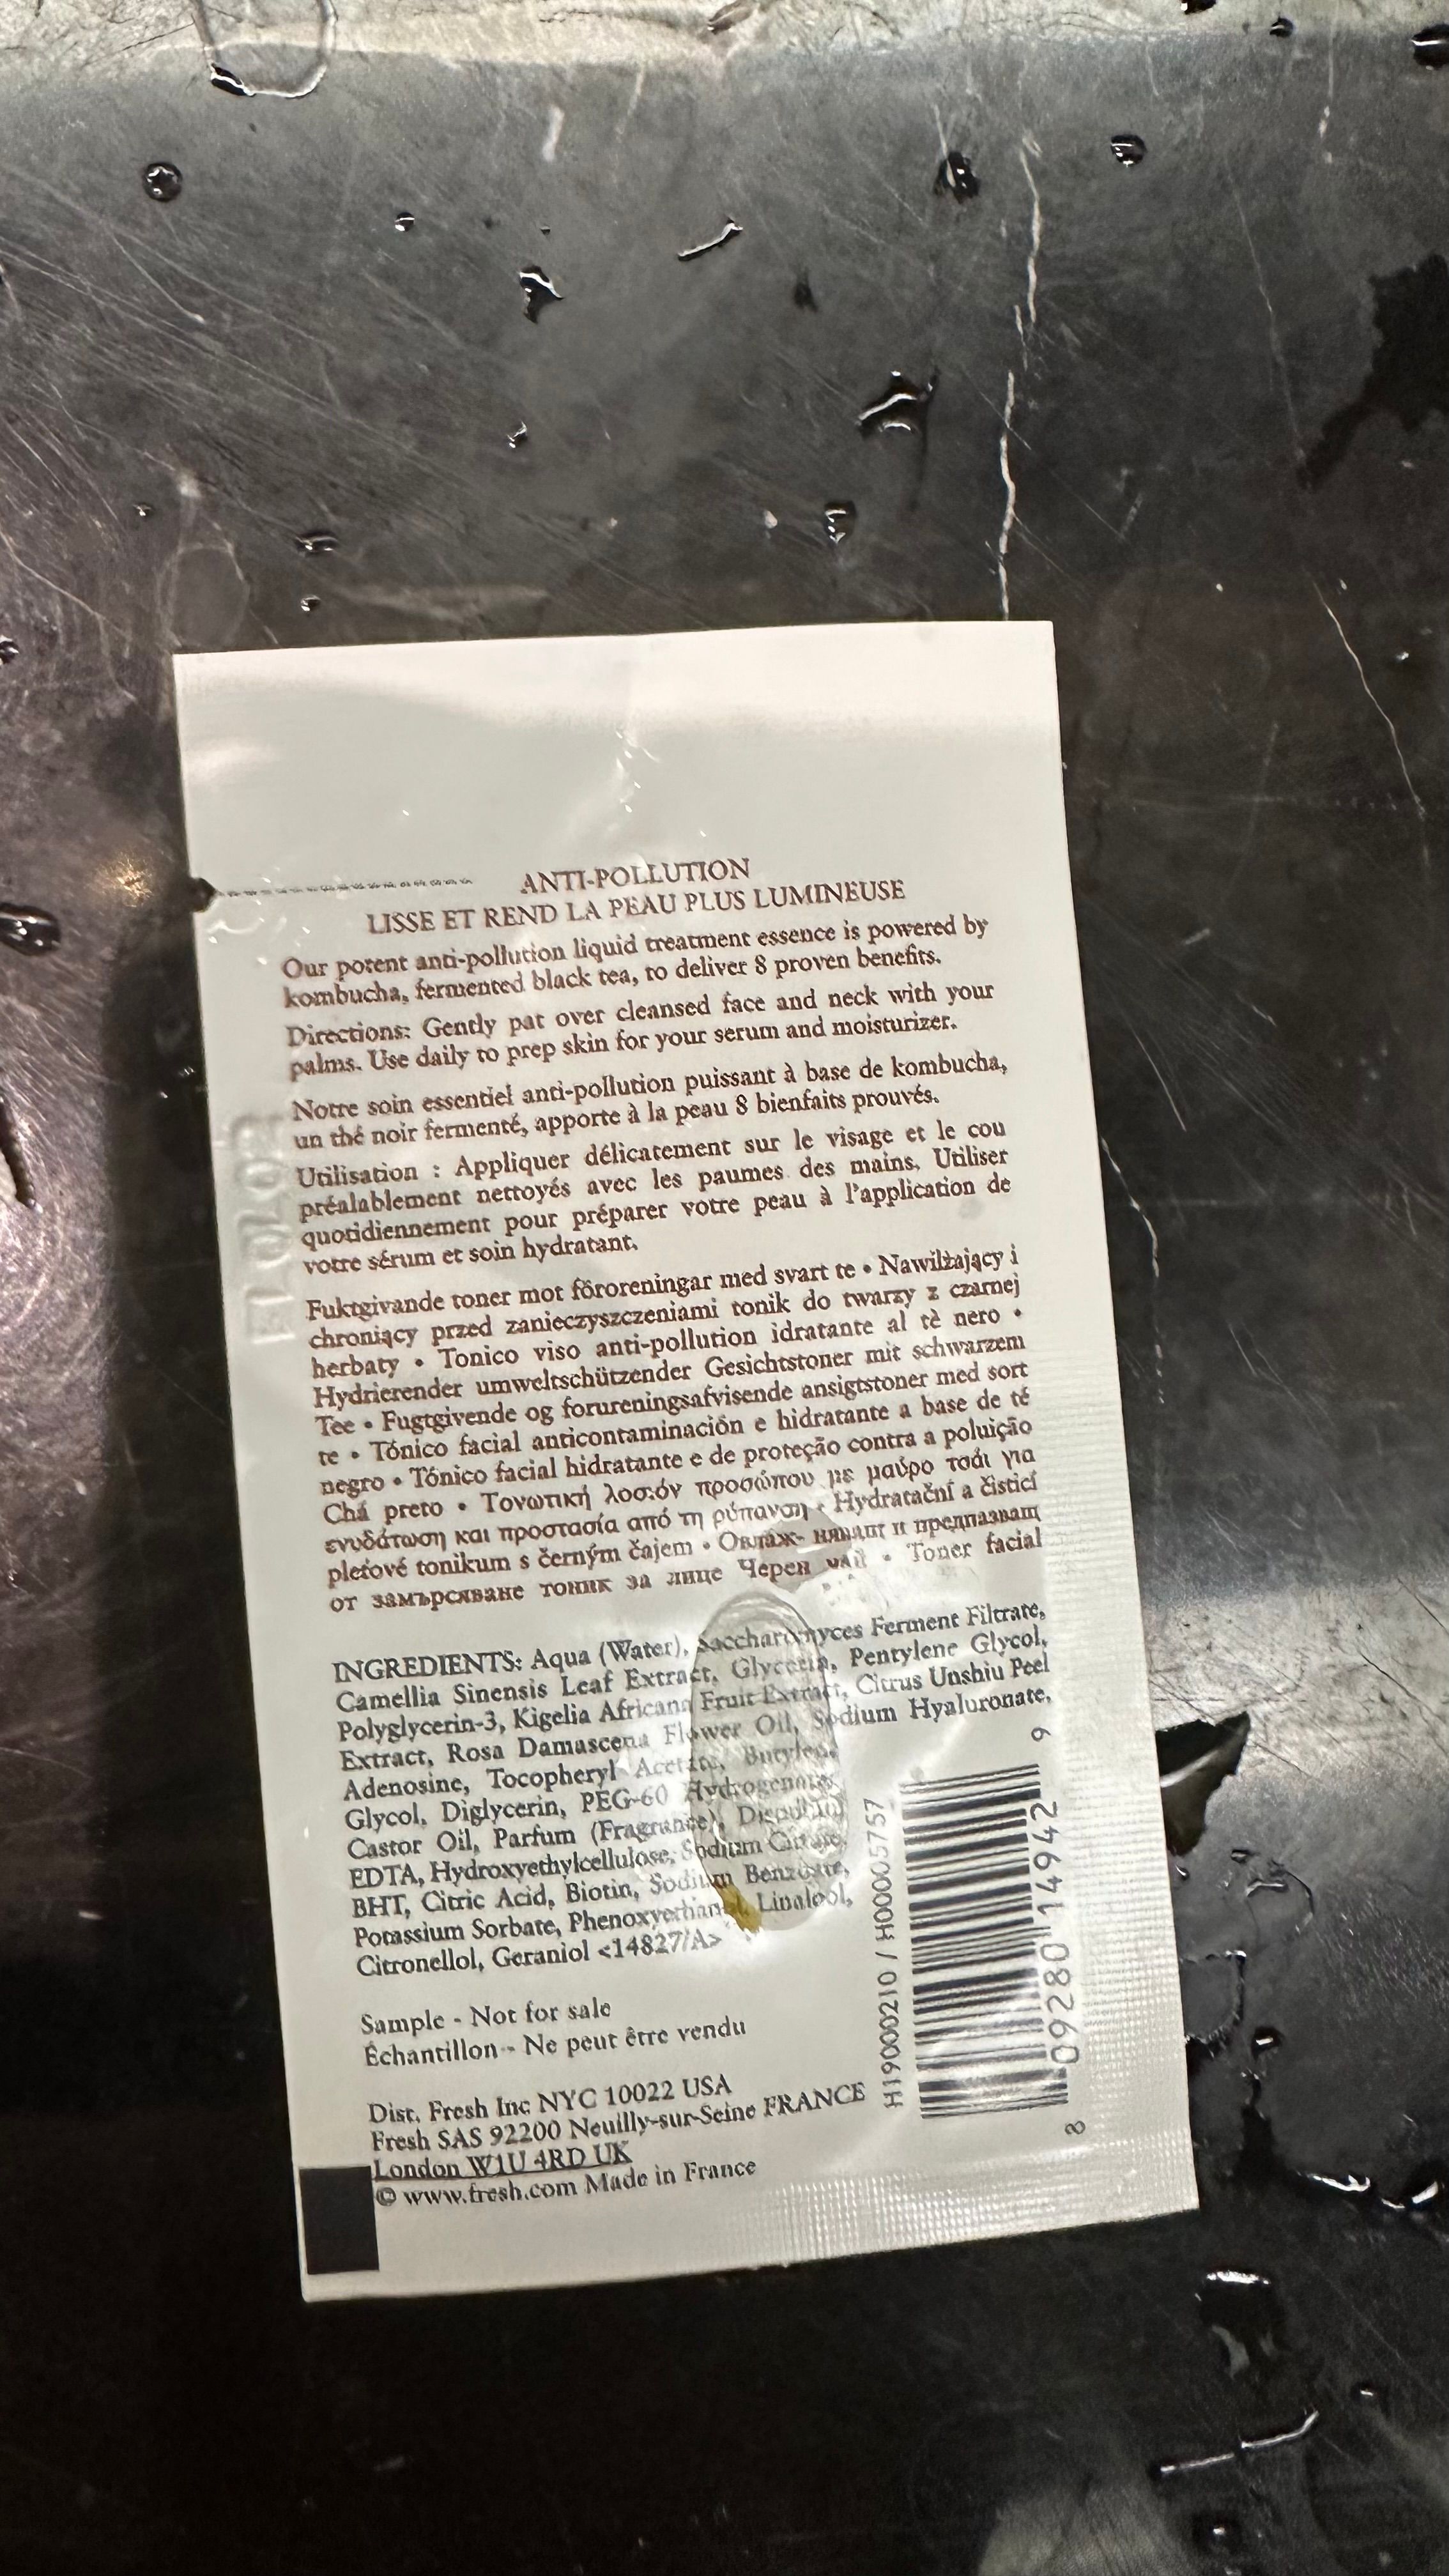 ANTI-POLLUTION
LISSE ET REND LA PEAU PLUS LUMINEUSE
Our potent anti-pollution liquid treatment essence is powered by
kombucha, fermented black tea, to deliver 8 proven benefits.
Directions: Gently pat over cleansed face and neck with your
palms. Use daily to prep skin for your serum and moisturizer.
Notre soin essentiel anti-pollution puissant à base de kombucha,
un thé noir fermenté, apporte à la peau 8 bienfaits prouvés.
Utilisation : Appliquer délicatement sur le visage et le cou
préalablement nettoyés avec les paumes des mains. Utiliser
quotidiennement pour préparer votre peau à l'application de
votre sérum et soin hydratant.
Fuktgivande toner mot föroreningar med svart te • Nawilżający i
chroniący przed zanieczyszczeniami tonik do twarzy z czarnej
herbaty • Tonico viso anti-pollution idratante al tè nero •
Hydrierender umweltschützender Gesichtstoner mit schwarzem
Tee • Fugtgivende og forureningsafvisende ansigtstoner med sort
te • Tónico facial anticontaminación e hidratante a base de té
negro • Tónico facial hidratante e de proteção contra a poluição
Chá preto • Τονωτική λοσιόν προσώπου με μαύρο τσάι για
ενυδάτωση και προστασία από τη ρύπανση • Hydratační a čisticí
pleťové tonikum s černým čajem • Овлаж- няващ и предпазващ
от замърсяване тоник за лице Черен чай • Toner facial
INGREDIENTS: Aqua (Water), Saccharomyces Ferment Filtrate,
Camellia Sinensis Leaf Extract, Glycerin, Pentylene Glycol,
Polyglycerin-3, Kigelia Africana Fruit Extract, Citrus Unshiu Peel
Extract, Rosa Damascena Flower Oil, Sodium Hyaluronate,
Adenosine, Tocopheryl Acetate, Butylene
Glycol, Diglycerin, PEG-60 Hydrogenated
Castor Oil, Parfum (Fragrance), Disodium
EDTA, Hydroxyethylcellulose, Sodium Citrate,
BHT, Citric Acid, Biotin, Sodium Benzoate,
Potassium Sorbate, Phenoxyethanol, Linalool,
Citronellol, Geraniol <14827/A>
Sample - Not for sale
Échantillon - Ne peut être vendu
Dist. Fresh Inc NYC 10022 USA
Fresh SAS 92200 Neuilly-sur-Seine FRANCE
London W1U 4RD UK
© www.fresh.com Made in France
H19000210 / H00005757
8 09280 14942 9